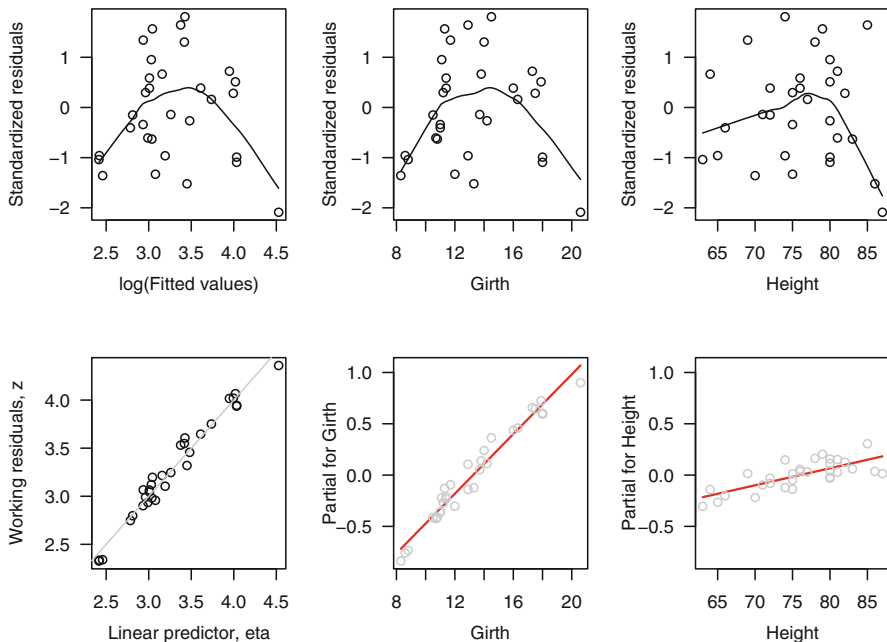 Standardized residuals
1
0
−1
−2
2.5 3.0 3.5 4.0 4.5
log(Fitted values)
Standardized residuals
1
0
−1
−2
8 12 16 20
Girth
Standardized residuals
1
0
−1
−2
65 70 75 80 85
Height
Working residuals, z
4.0
3.5
3.0
2.5
2.5 3.0 3.5 4.0 4.5
Linear predictor, eta
Partial for Girth
1.0
0.5
0.0
−0.5
8 12 16 20
Girth
Partial for Height
1.0
0.5
0.0
−0.5
65 70 75 80 85
Height